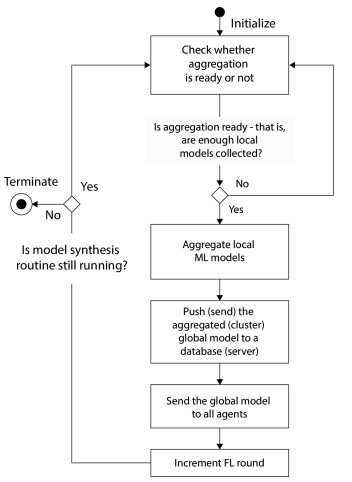 Initialize
Check whether
aggregation
is ready or not
Is aggregation ready - that is,
are enough local
models collected?
Terminate
Yes
No
No
Yes
Is model synthesis
routine still running?
Aggregate local
ML models
Push (send) the
aggregated (cluster)
global model to a
database (server)
Send the global model
to all agents
Increment FL round